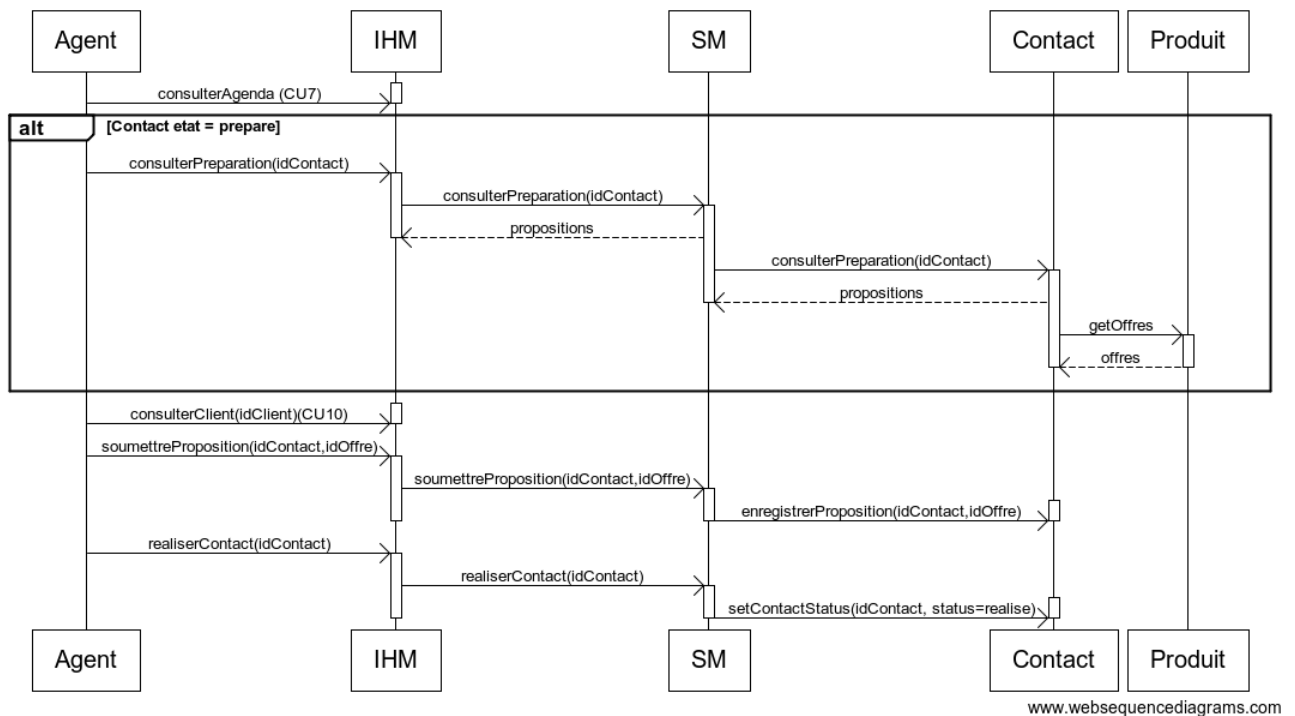 Agent IHM SM Contact Produit
consulterAgenda (CU7)
alt [Contact etat = prepare]
consulterPreparation(idContact)
consulterPreparation(idContact)
propositions
consulterPreparation(idContact)
propositions
getOffres
offres
consulterClient(idClient)(CU10)
soumettreProposition(idContact,idOffre)
soumettreProposition(idContact,idOffre)
enregistrerProposition(idContact,idOffre)
realiserContact(idContact)
realiserContact(idContact)
setContactStatus(idContact, status=realise)
Agent IHM SM Contact Produit
www.websequencediagrams.com